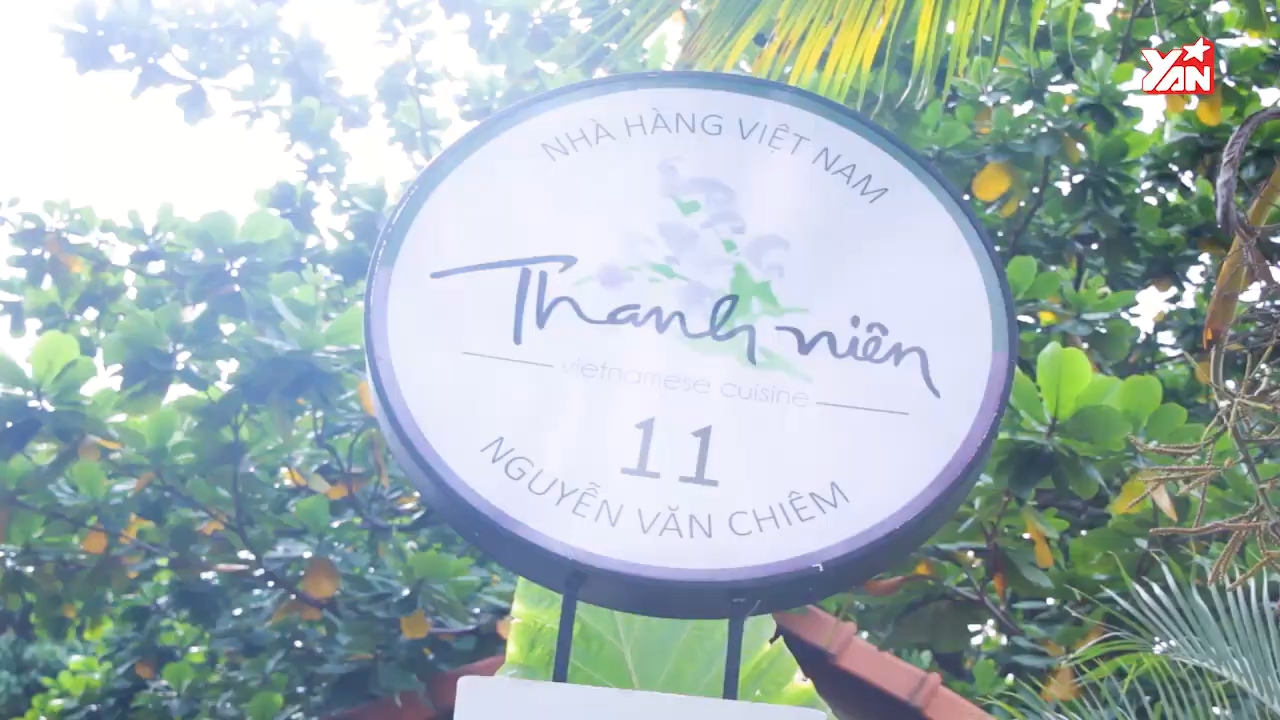 YAN
NHÀ HÀNG VIỆT NAM
Thanh niên
vietnamese cuisine
11
NGUYỄN VĂN CHIÊM